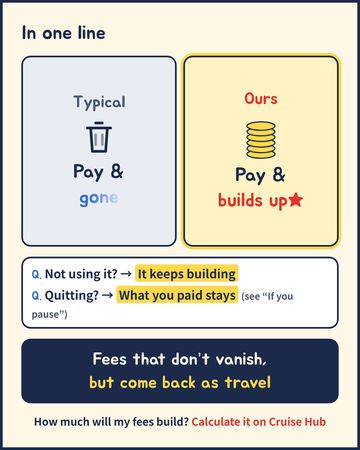 In one line
Typical
Pay &
gone
Ours
Pay &
builds up
Q. Not using it? → It keeps building
Q. Quitting? → What you paid stays (see “If you
pause”)
Fees that don't vanish,
but come back as travel
How much will my fees build? Calculate it on Cruise Hub